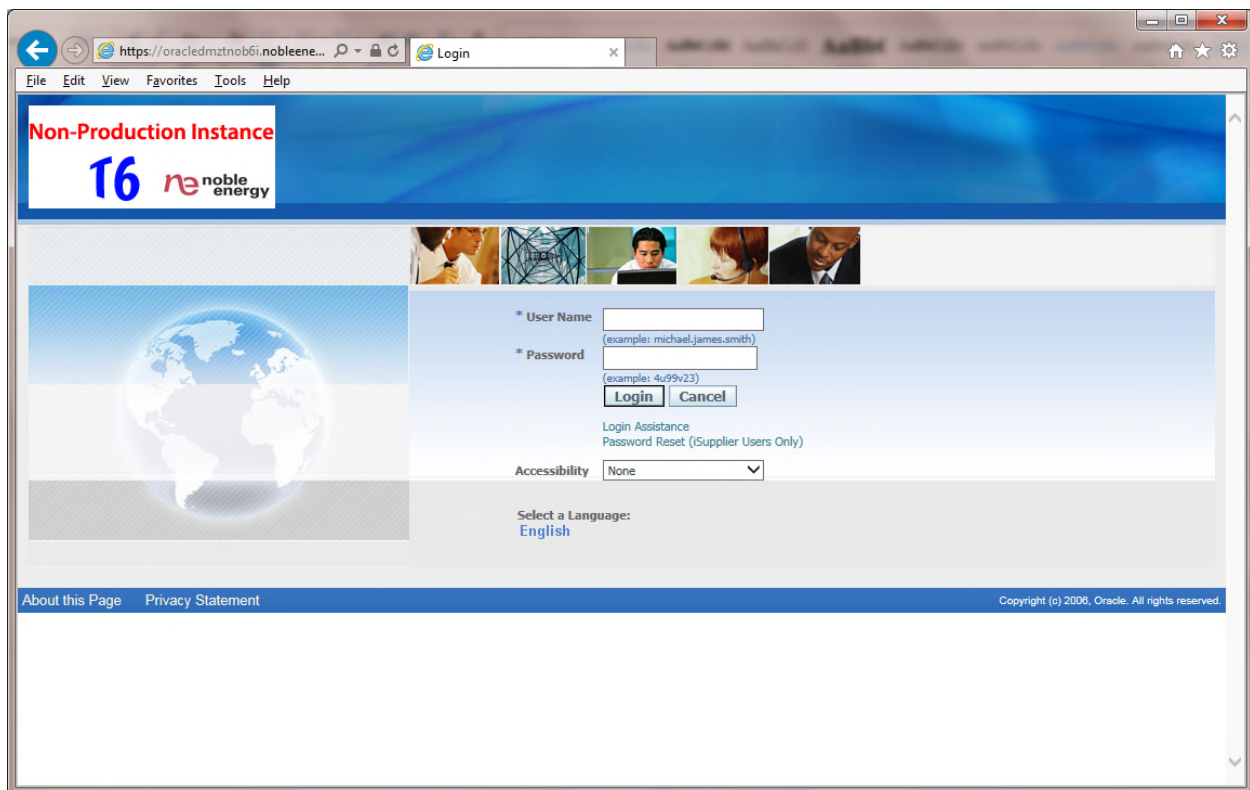 https://oracledmztnob6i.nobleene...
Login
File Edit View Favorites Tools Help
Non-Production Instance
T6 ne noble energy
* User Name
(example: michael.james.smith)
* Password
(example: 4u99v23)
Login Cancel
Login Assistance
Password Reset (iSupplier Users Only)
Accessibility None
Select a Language:
English
About this Page Privacy Statement Copyright (c) 2006, Oracle. All rights reserved.